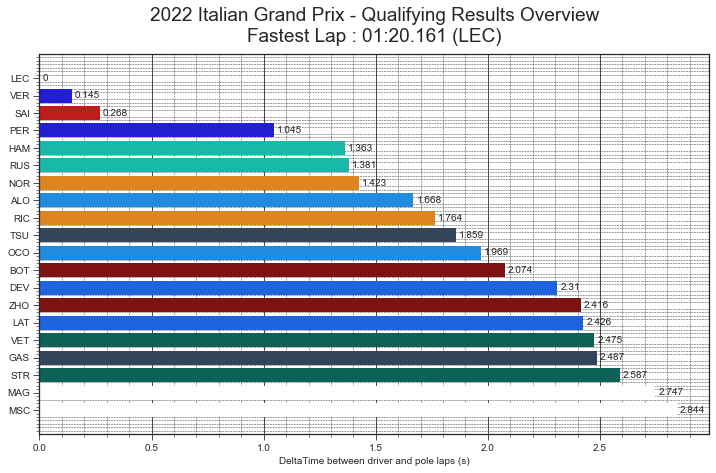 2022 Italian Grand Prix - Qualifying Results Overview
Fastest Lap : 01:20.161 (LEC)
LEC 0
VER 0.145
SAI 0.268
PER 1.045
HAM 1.363
RUS 1.381
NOR 1.423
ALO 1.668
RIC 1.764
TSU 1.859
OCO 1.969
BOT 2.074
DEV 2.31
ZHO 2.416
LAT 2.426
VET 2.475
GAS 2.487
STR 2.587
MAG 2.747
MSC 2.844
0.0 0.5 1.0 1.5 2.0 2.5
DeltaTime between driver and pole laps (s)